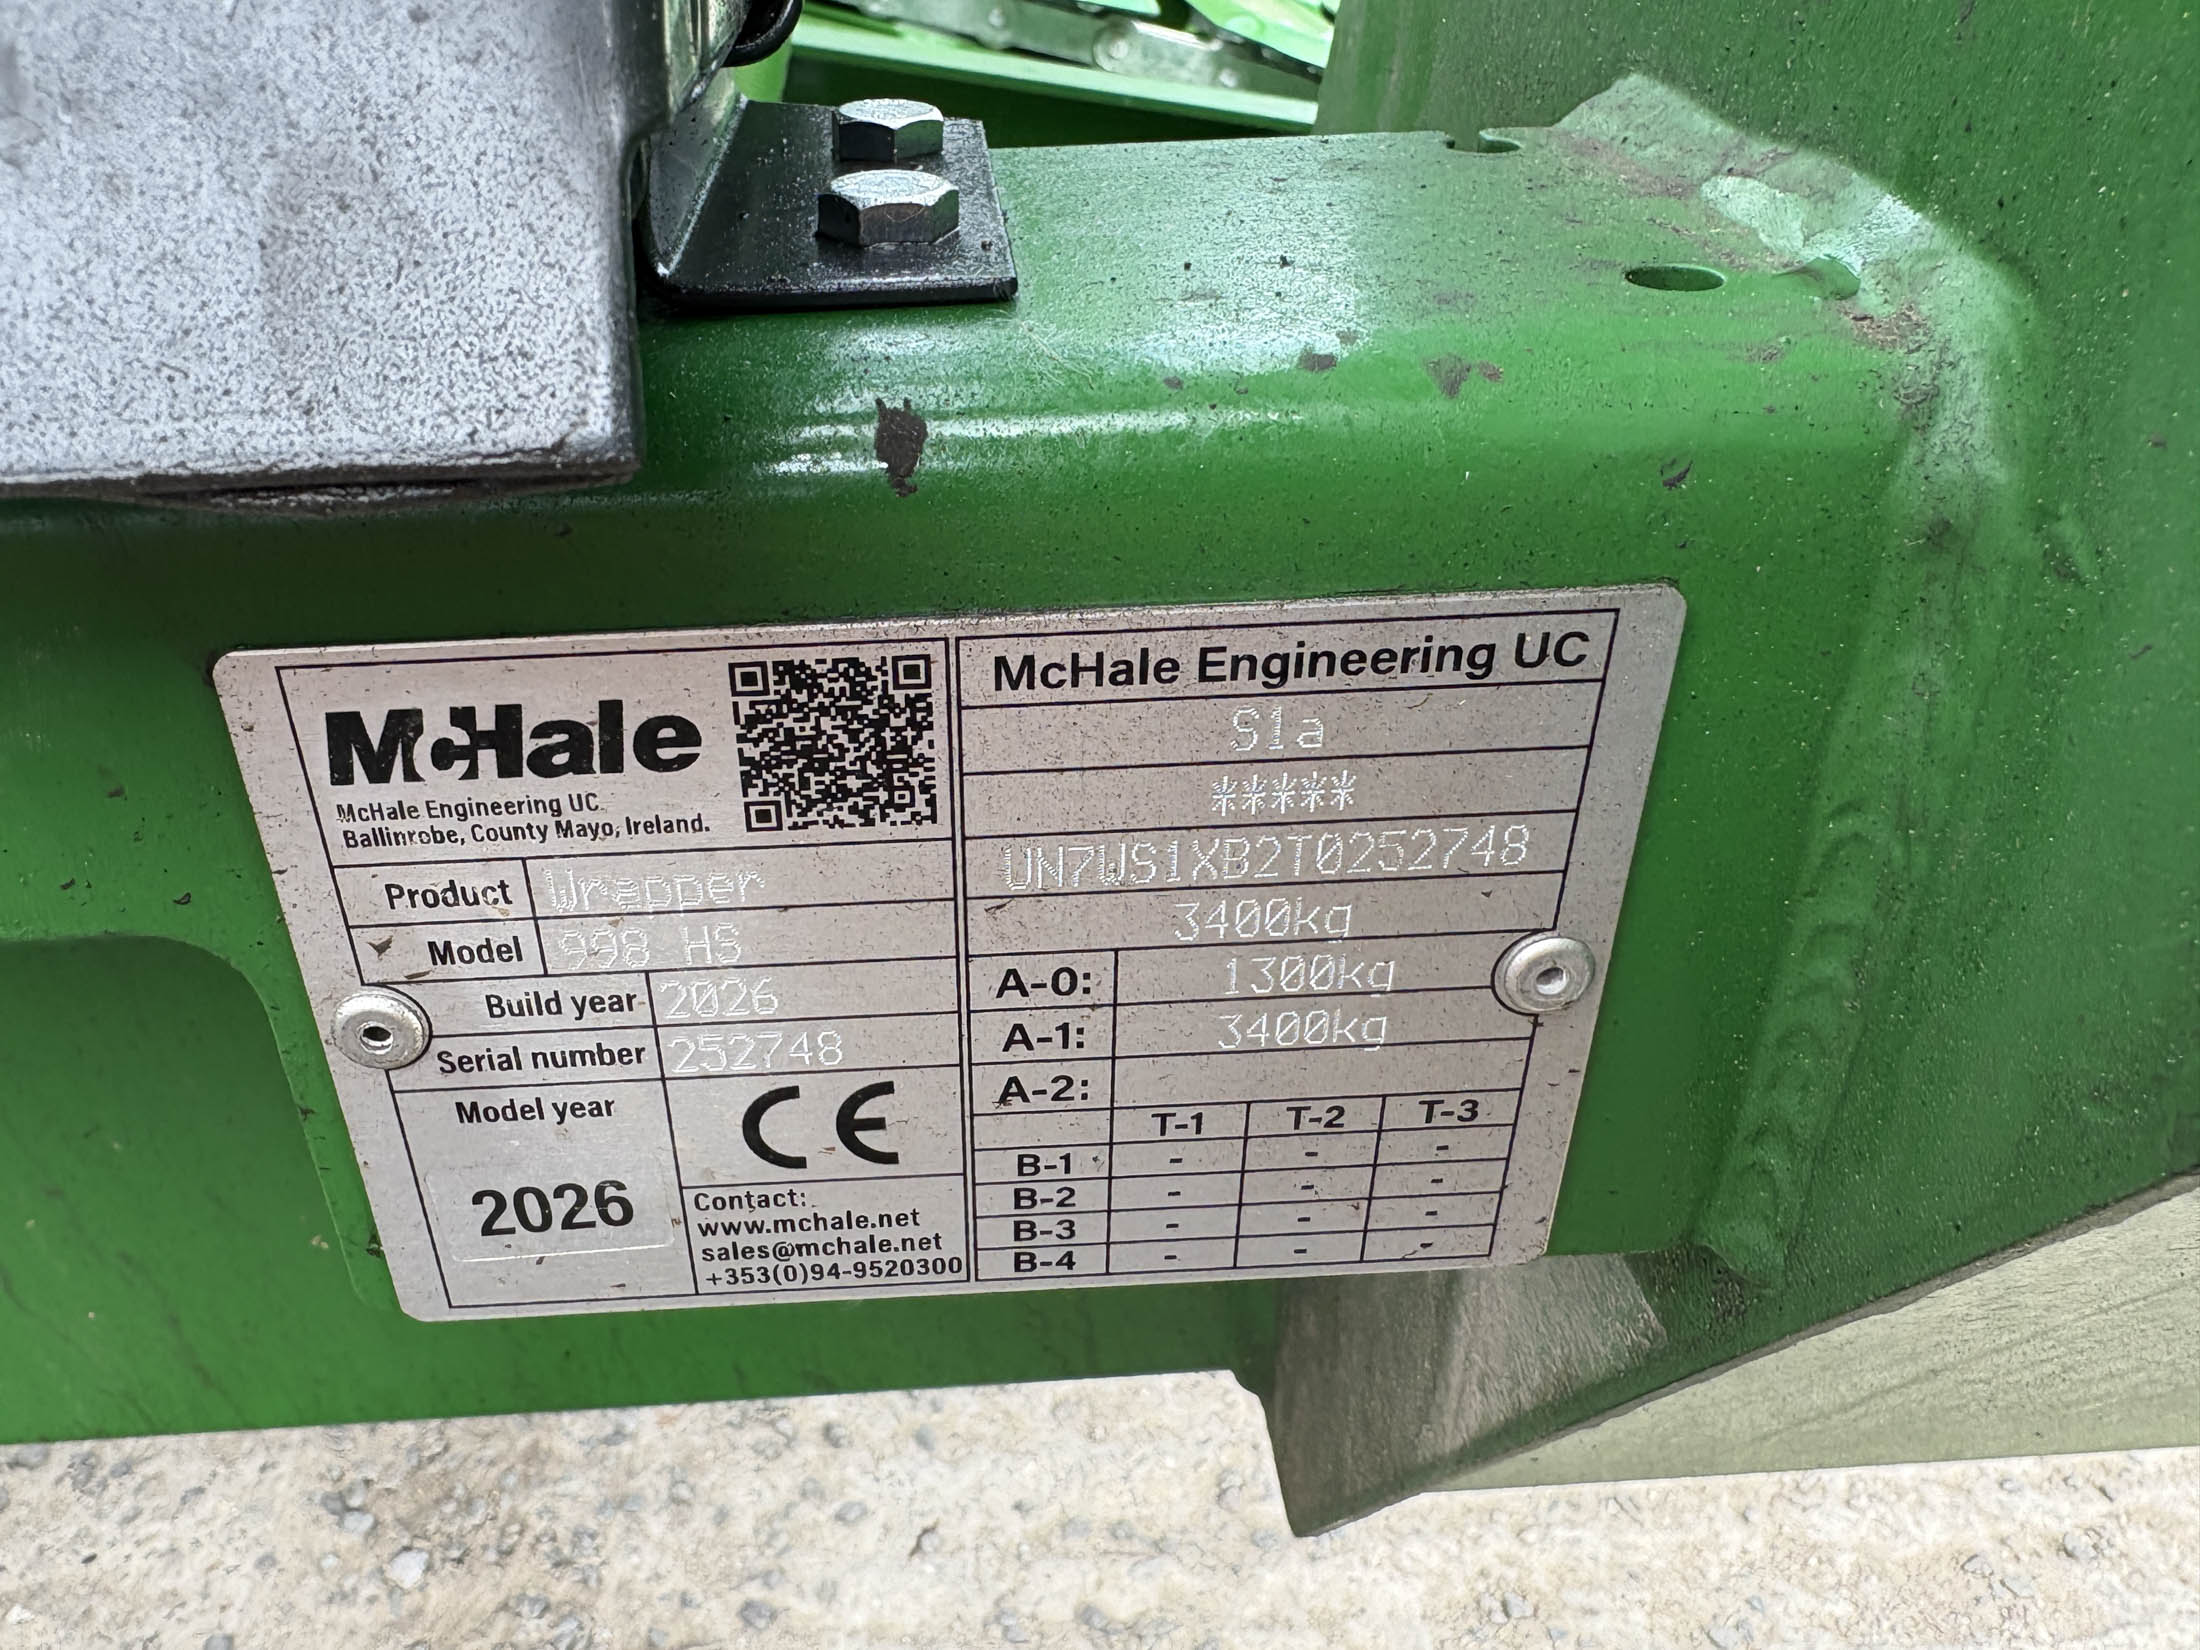 McHale
McHale Engineering UC
Ballinrobe, County Mayo, Ireland.
Product Wrapper
Model 998 HS
Build year 2026
Serial number 252748
Model year
2026
CE
Contact:
www.mchale.net
sales@mchale.net
+353(0)94-9520300
McHale Engineering UC
S1a
*****
UN7WS1XB2T0252748
3400kg
A-0: 1300kg
A-1: 3400kg
A-2:
T-1 T-2 T-3
B-1 - - -
B-2 - - -
B-3 - - -
B-4 - - -